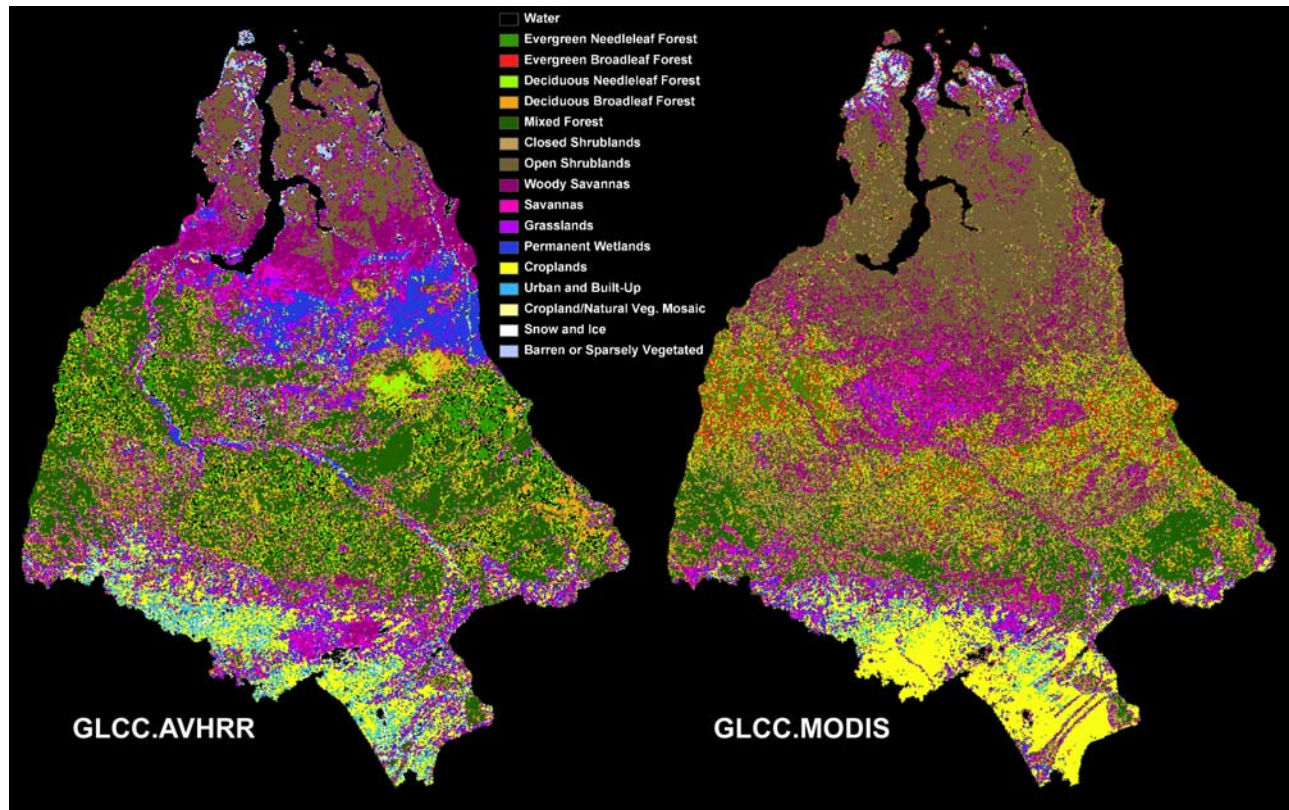 Water
Evergreen Needleleaf Forest
Evergreen Broadleaf Forest
Deciduous Needleleaf Forest
Deciduous Broadleaf Forest
Mixed Forest
Closed Shrublands
Open Shrublands
Woody Savannas
Savannas
Grasslands
Permanent Wetlands
Croplands
Urban and Built-Up
Cropland/Natural Veg. Mosaic
Snow and Ice
Barren or Sparsely Vegetated
GLCC.AVHRR
GLCC.MODIS